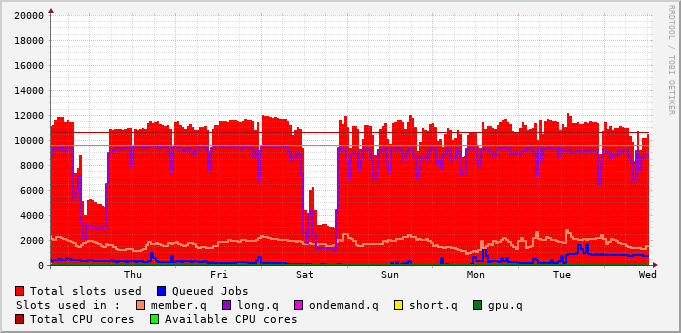 20000
18000
16000
14000
12000
10000
8000
6000
4000
2000
0
Thu Fri Sat Sun Mon Tue Wed
RRDTOOL / TOBI OETIKER
Total slots used Queued Jobs
Slots used in : member.q long.q ondemand.q short.q gpu.q
Total CPU cores Available CPU cores